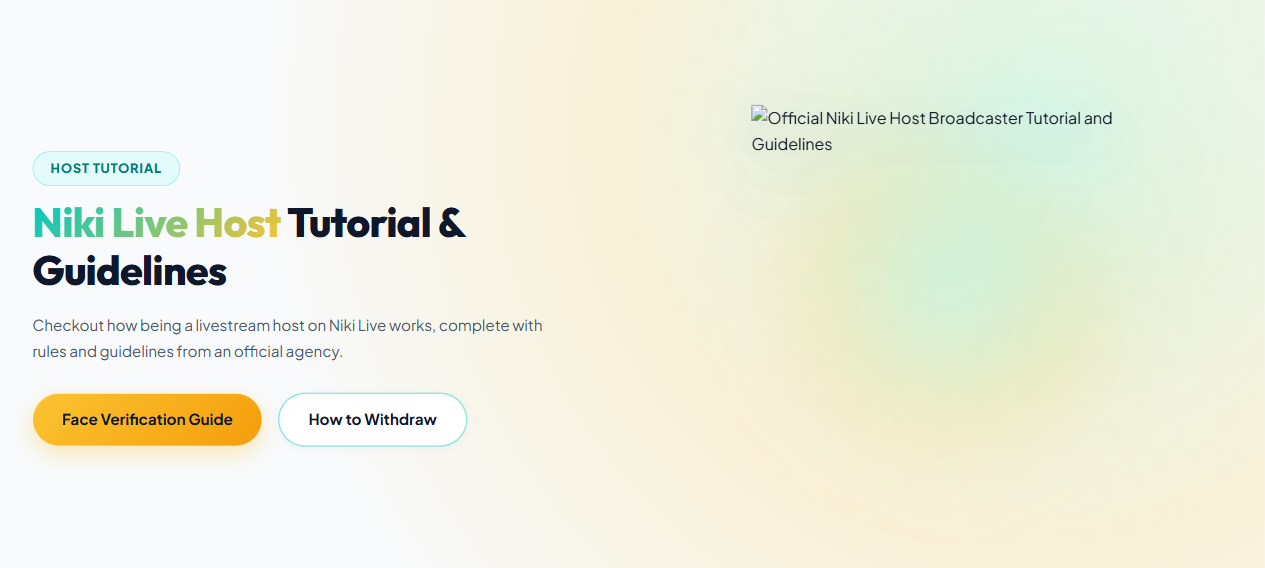 HOST TUTORIAL
Niki Live Host Tutorial &
Guidelines
Checkout how being a livestream host on Niki Live works, complete with
rules and guidelines from an official agency.
Face Verification Guide
How to Withdraw
Official Niki Live Host Broadcaster Tutorial and
Guidelines